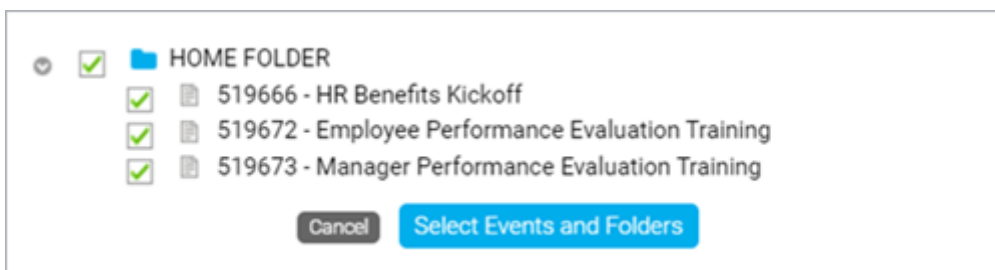 HOME FOLDER
519666 - HR Benefits Kickoff
519672 - Employee Performance Evaluation Training
519673 - Manager Performance Evaluation Training
Cancel Select Events and Folders